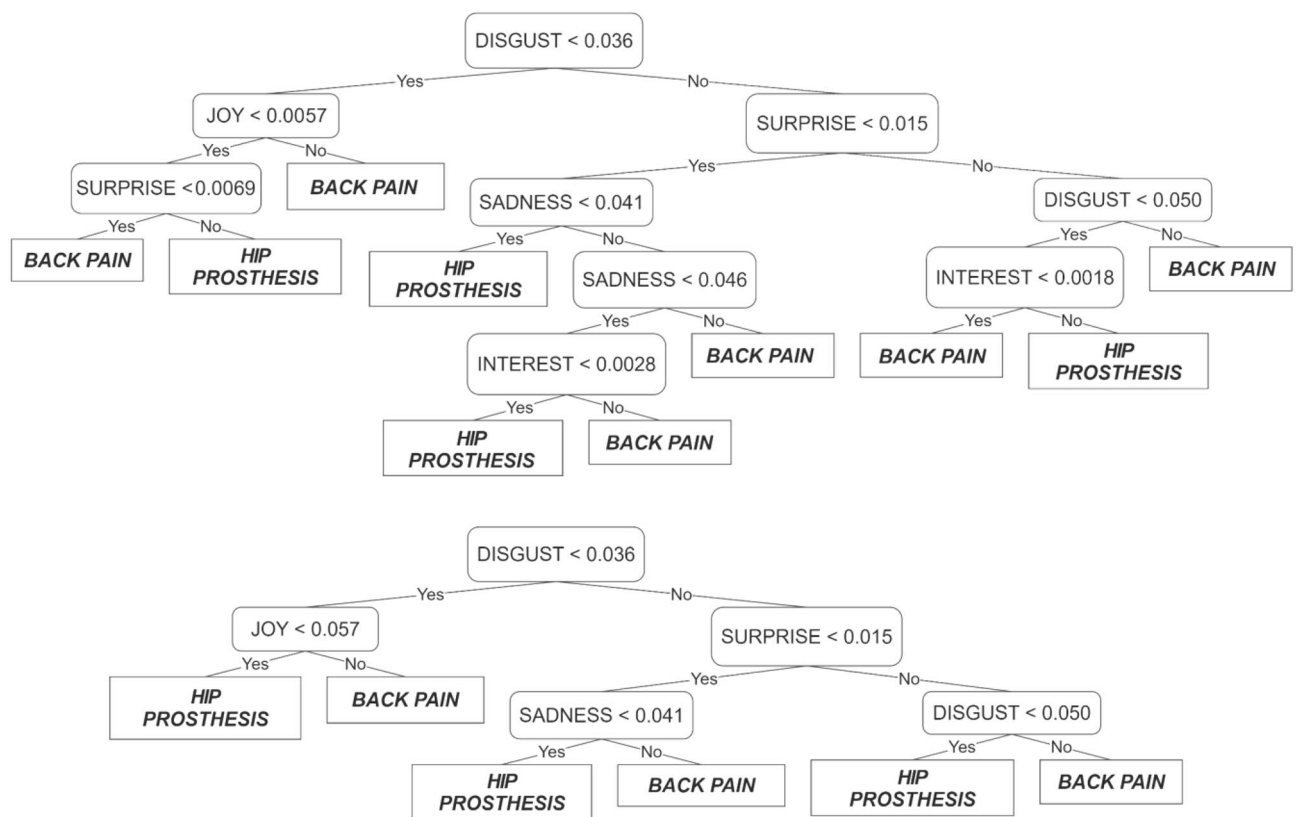 DISGUST < 0.036
Yes
No
JOY < 0.0057
SURPRISE < 0.015
Yes
No
Yes
No
SURPRISE <0.0069
BACK PAIN
SADNESS < 0.041
DISGUST < 0.050
Yes
No
Yes
No
Yes
No
BACK PAIN
HIP
PROSTHESIS
HIP
PROSTHESIS
SADNESS < 0.046
INTEREST < 0.0018
BACK PAIN
Yes
No
Yes
No
INTEREST < 0.0028
BACK PAIN
BACK PAIN
HIP
PROSTHESIS
Yes
No
HIP
PROSTHESIS
BACK PAIN
DISGUST < 0.036
Yes
No
JOY < 0.057
SURPRISE < 0.015
Yes
No
Yes
No
HIP
PROSTHESIS
BACK PAIN
SADNESS < 0.041
DISGUST < 0.050
Yes
No
Yes
No
HIP
PROSTHESIS
BACK PAIN
HIP
PROSTHESIS
BACK PAIN